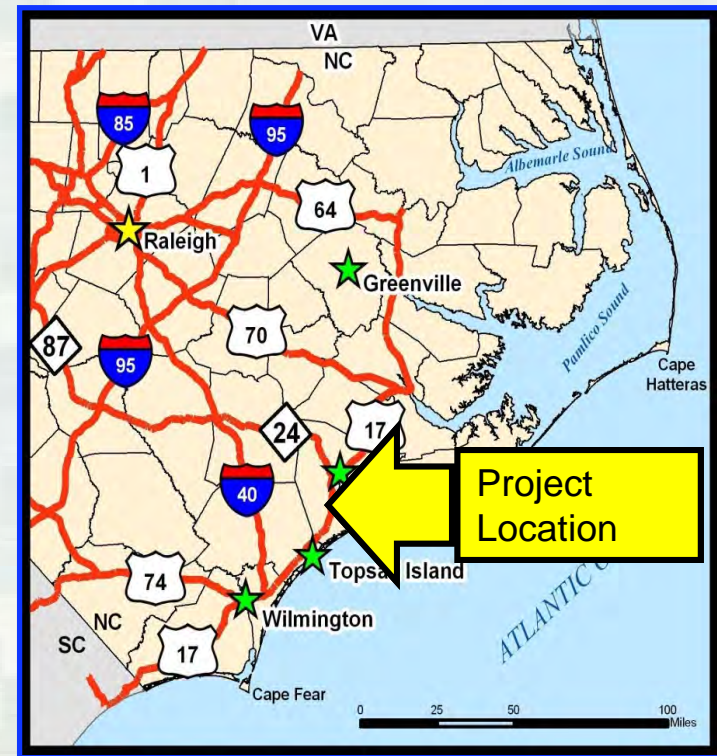 VA
NC
85
95
1
Albemarle Sound
64
Raleigh
Greenville
70
Pamlico Sound
87
95
Cape
Hatteras
24
17
40
Project
Location
74
Island
NC
Wilmington
SC
17
ATLANTIC
Cape Fear
0 25 50 100
Miles